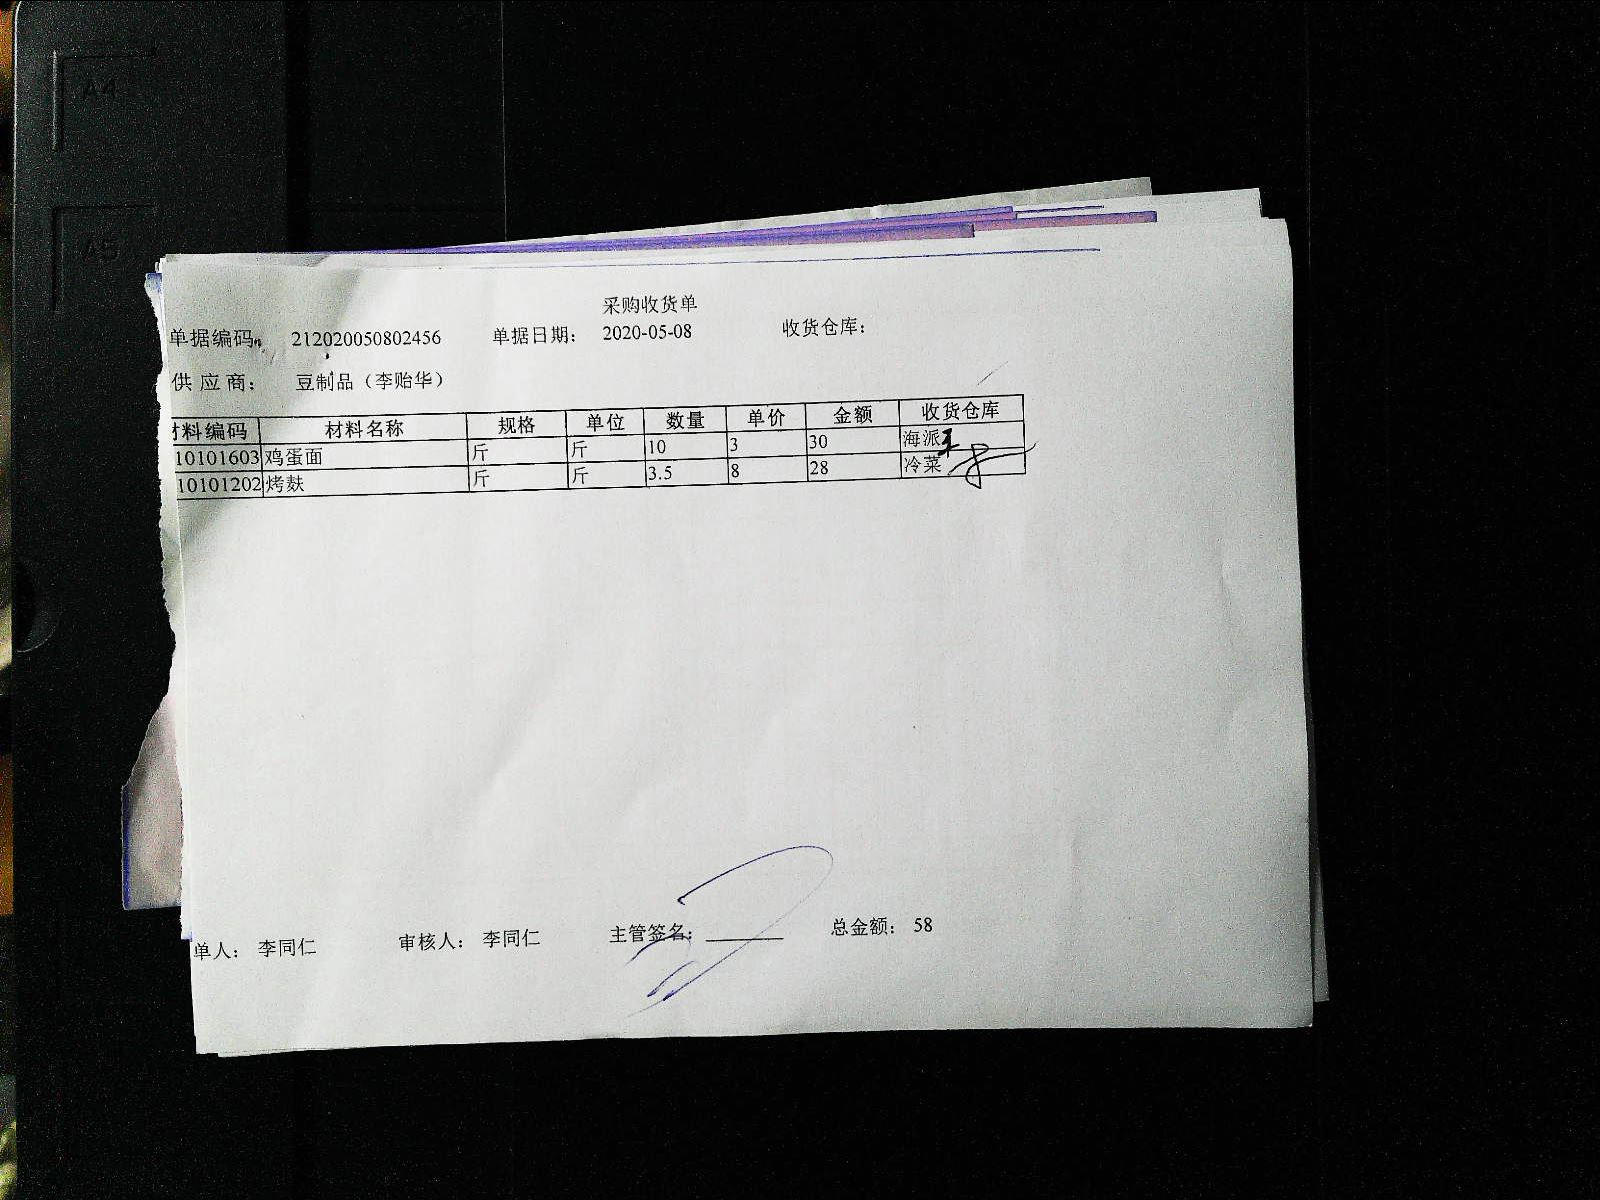 A4
A5
采购收货单
单据编码: 212020050802456 单据日期: 2020-05-08 收货仓库:
供应商: 豆制品（李贻华）
材料编码 材料名称 规格 单位 数量 单价 金额 收货仓库
10101603 鸡蛋面 斤 斤 10 3 30 海派
10101202 烤麸 斤 斤 3.5 8 28 冷菜
单人: 李同仁 审核人: 李同仁 主管签名: 总金额: 58